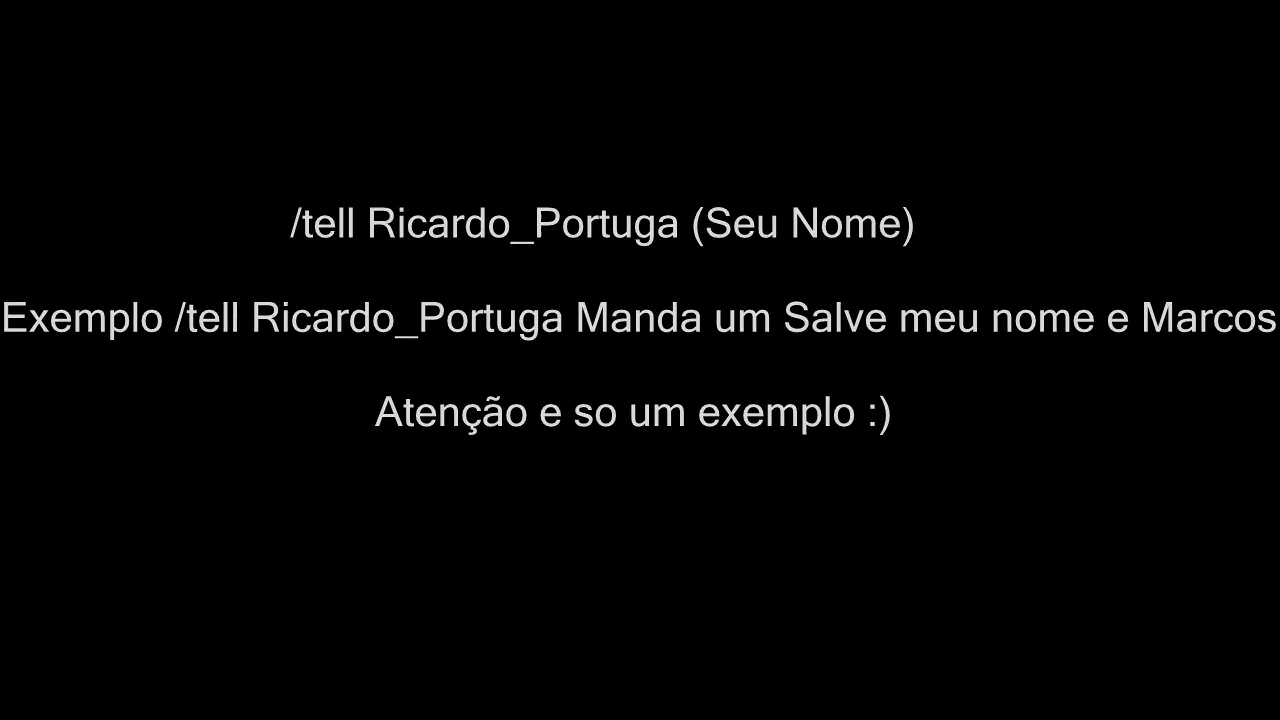 /tell Ricardo_Portuga (Seu Nome)
Exemplo /tell Ricardo_Portuga Manda um Salve meu nome e Marcos
Atenção e so um exemplo :)